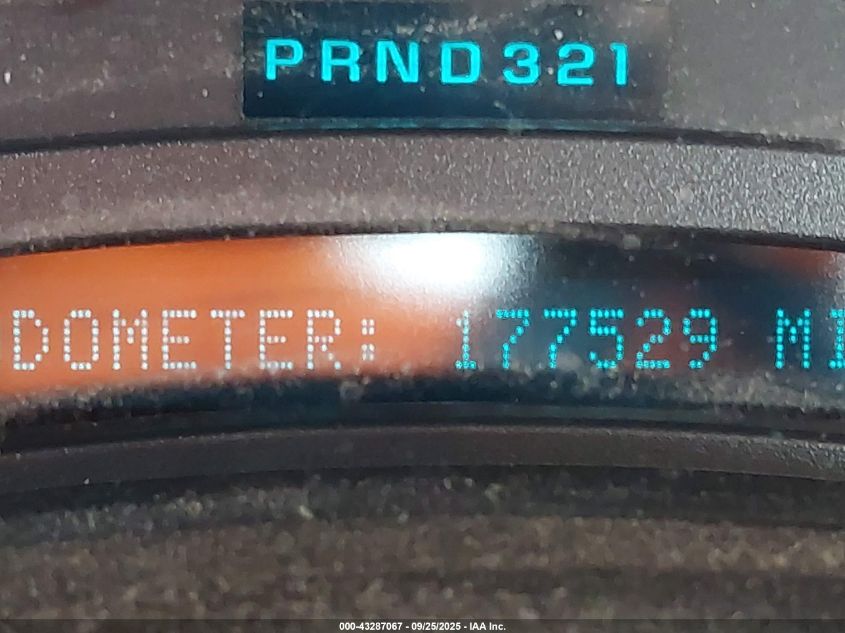 PRND321
DOMETER: 177529 MI
000-43287067 - 09/25/2025 - IAA Inc.